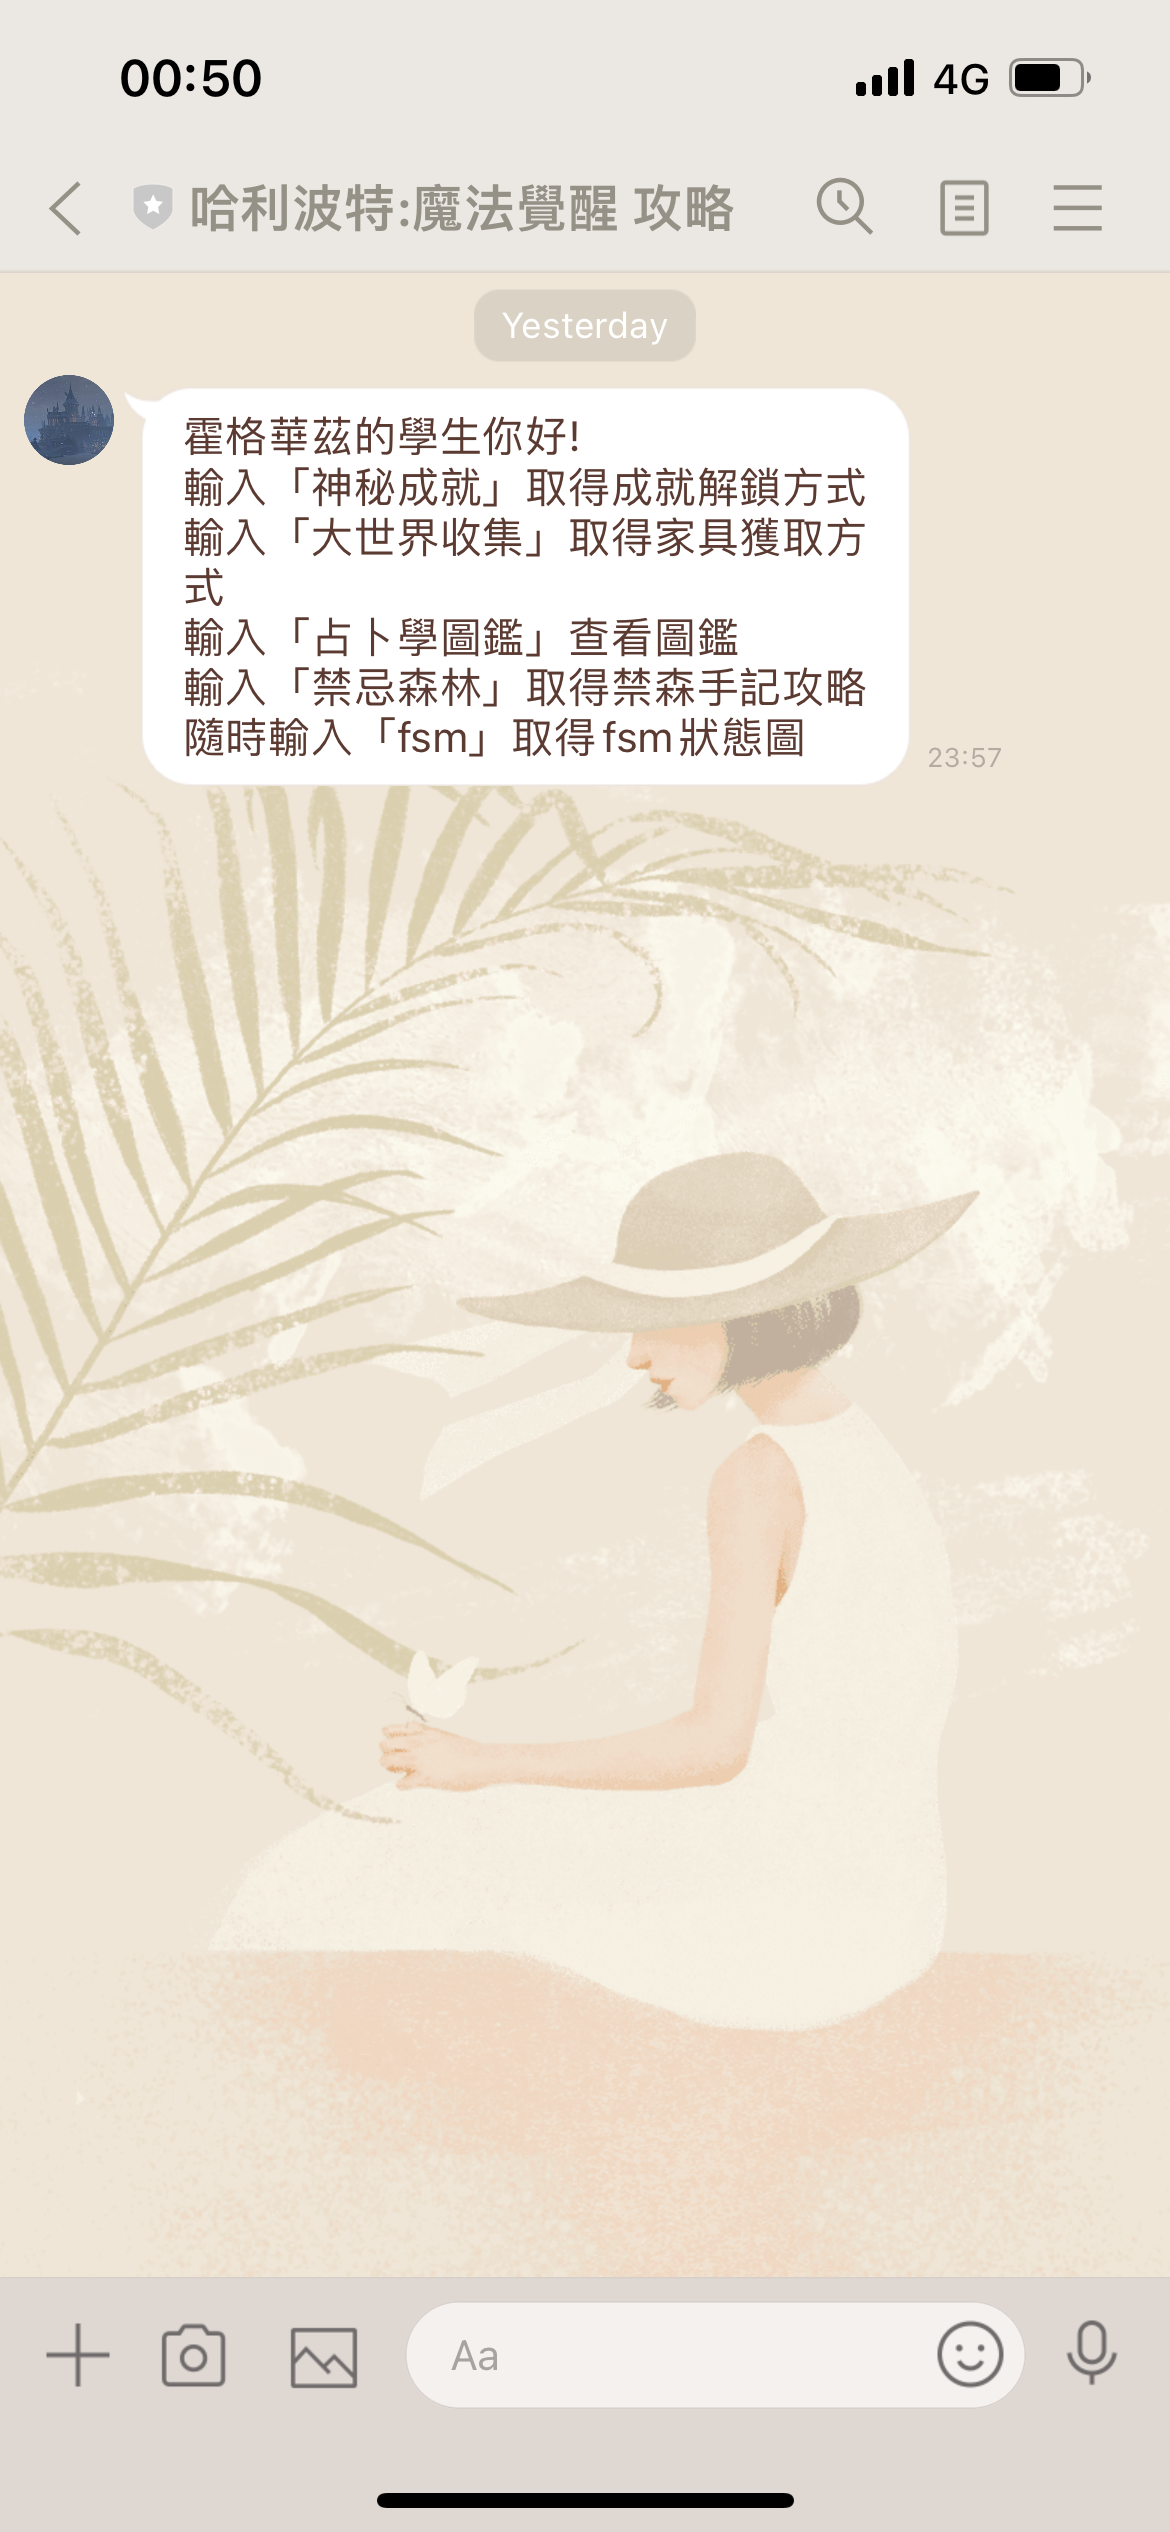 00:50
4G
哈利波特:魔法覺醒 攻略
Yesterday
霍格華茲的學生你好!
輸入「神秘成就」取得成就解鎖方式
輸入「大世界收集」取得家具獲取方
式
輸入「占卜學圖鑑」查看圖鑑
輸入「禁忌森林」取得禁森手記攻略
隨時輸入「fsm」取得fsm狀態圖
23:57
Aa